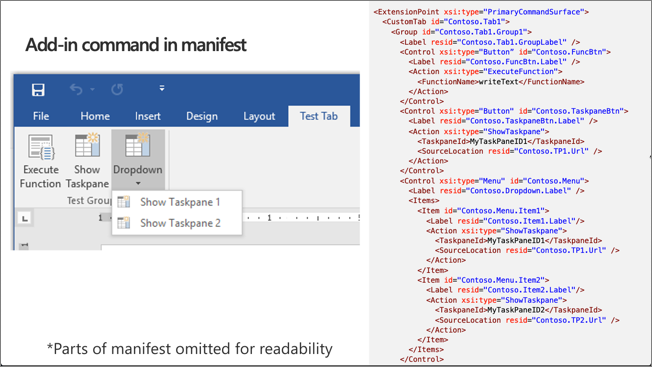 Add-in command in manifest
File Home Insert Design Layout Test Tab
Execute Function
Show Taskpane
Dropdown
Test Grou
Show Taskpane 1
Show Taskpane 2
*Parts of manifest omitted for readability
<ExtensionPoint xsi:type="PrimaryCommandSurface">
<CustomTab id="Contoso.Tab1">
<Group id="Contoso.Tab1.Group1">
<Label resid="Contoso.Tab1.GroupLabel" />
<Control xsi:type="Button" id="Contoso.FuncBtn">
<Label resid="Contoso.FuncBtn.Label" />
<Action xsi:type="ExecuteFunction">
<FunctionName>writeText</FunctionName>
</Action>
</Control>
<Control xsi:type="Button" id="Contoso.TaskpaneBtn">
<Label resid="Contoso.TaskpaneBtn.Label" />
<Action xsi:type="ShowTaskpane">
<TaskpaneId>MyTaskPaneID1</TaskpaneId>
<SourceLocation resid="Contoso.TP1.Url" />
</Action>
</Control>
<Control xsi:type="Menu" id="Contoso.Menu">
<Label resid="Contoso.Dropdown.Label" />
<Items>
<Item id="Contoso.Menu.Item1">
<Label resid="Contoso.Item1.Label"/>
<Action xsi:type="ShowTaskpane">
<TaskpaneId>MyTaskPaneID1</TaskpaneId>
<SourceLocation resid="Contoso.TP1.Url" />
</Action>
</Item>
<Item id="Contoso.Menu.Item2">
<Label resid="Contoso.Item2.Label"/>
<Action xsi:type="ShowTaskpane">
<TaskpaneId>MyTaskPaneID2</TaskpaneId>
<SourceLocation resid="Contoso.TP2.Url" />
</Action>
</Item>
</Items>
</Control>